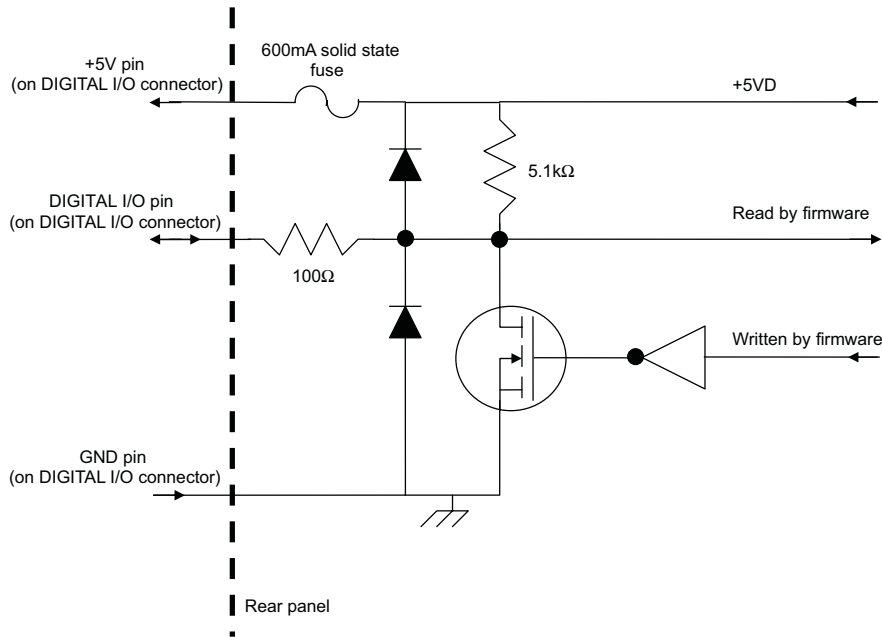 600mA solid state
fuse
+5V pin
(on DIGITAL I/O connector)
+5VD
5.1kΩ
DIGITAL I/O pin
(on DIGITAL I/O connector)
Read by firmware
100Ω
Written by firmware
GND pin
(on DIGITAL I/O connector)
Rear panel